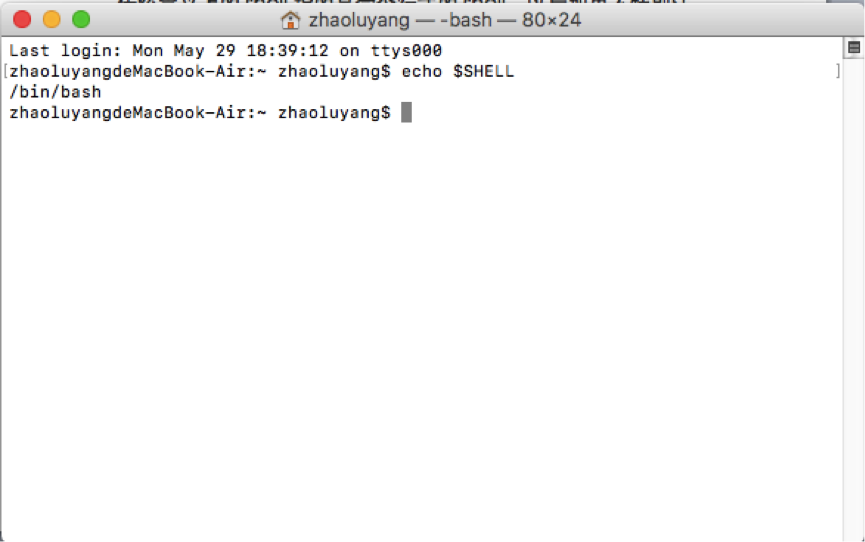 zhaoluyang — -bash — 80×24
Last login: Mon May 29 18:39:12 on ttys000
[zhaoluyangdeMacBook-Air:~ zhaoluyang$ echo $SHELL ]
/bin/bash
zhaoluyangdeMacBook-Air:~ zhaoluyang$